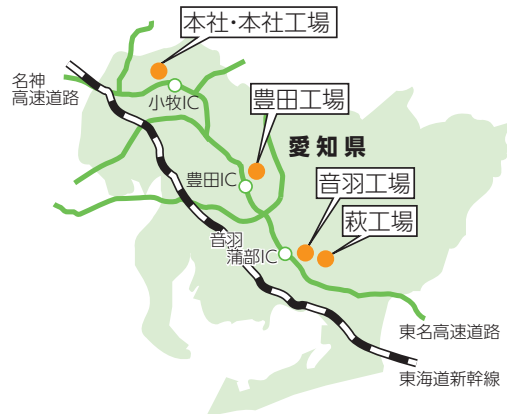 本社・本社工場
名神
高速道路
小牧IC
豊田工場
愛知県
豊田IC
音羽工場
萩工場
音羽
蒲部IC
東名高速道路
東海道新幹線